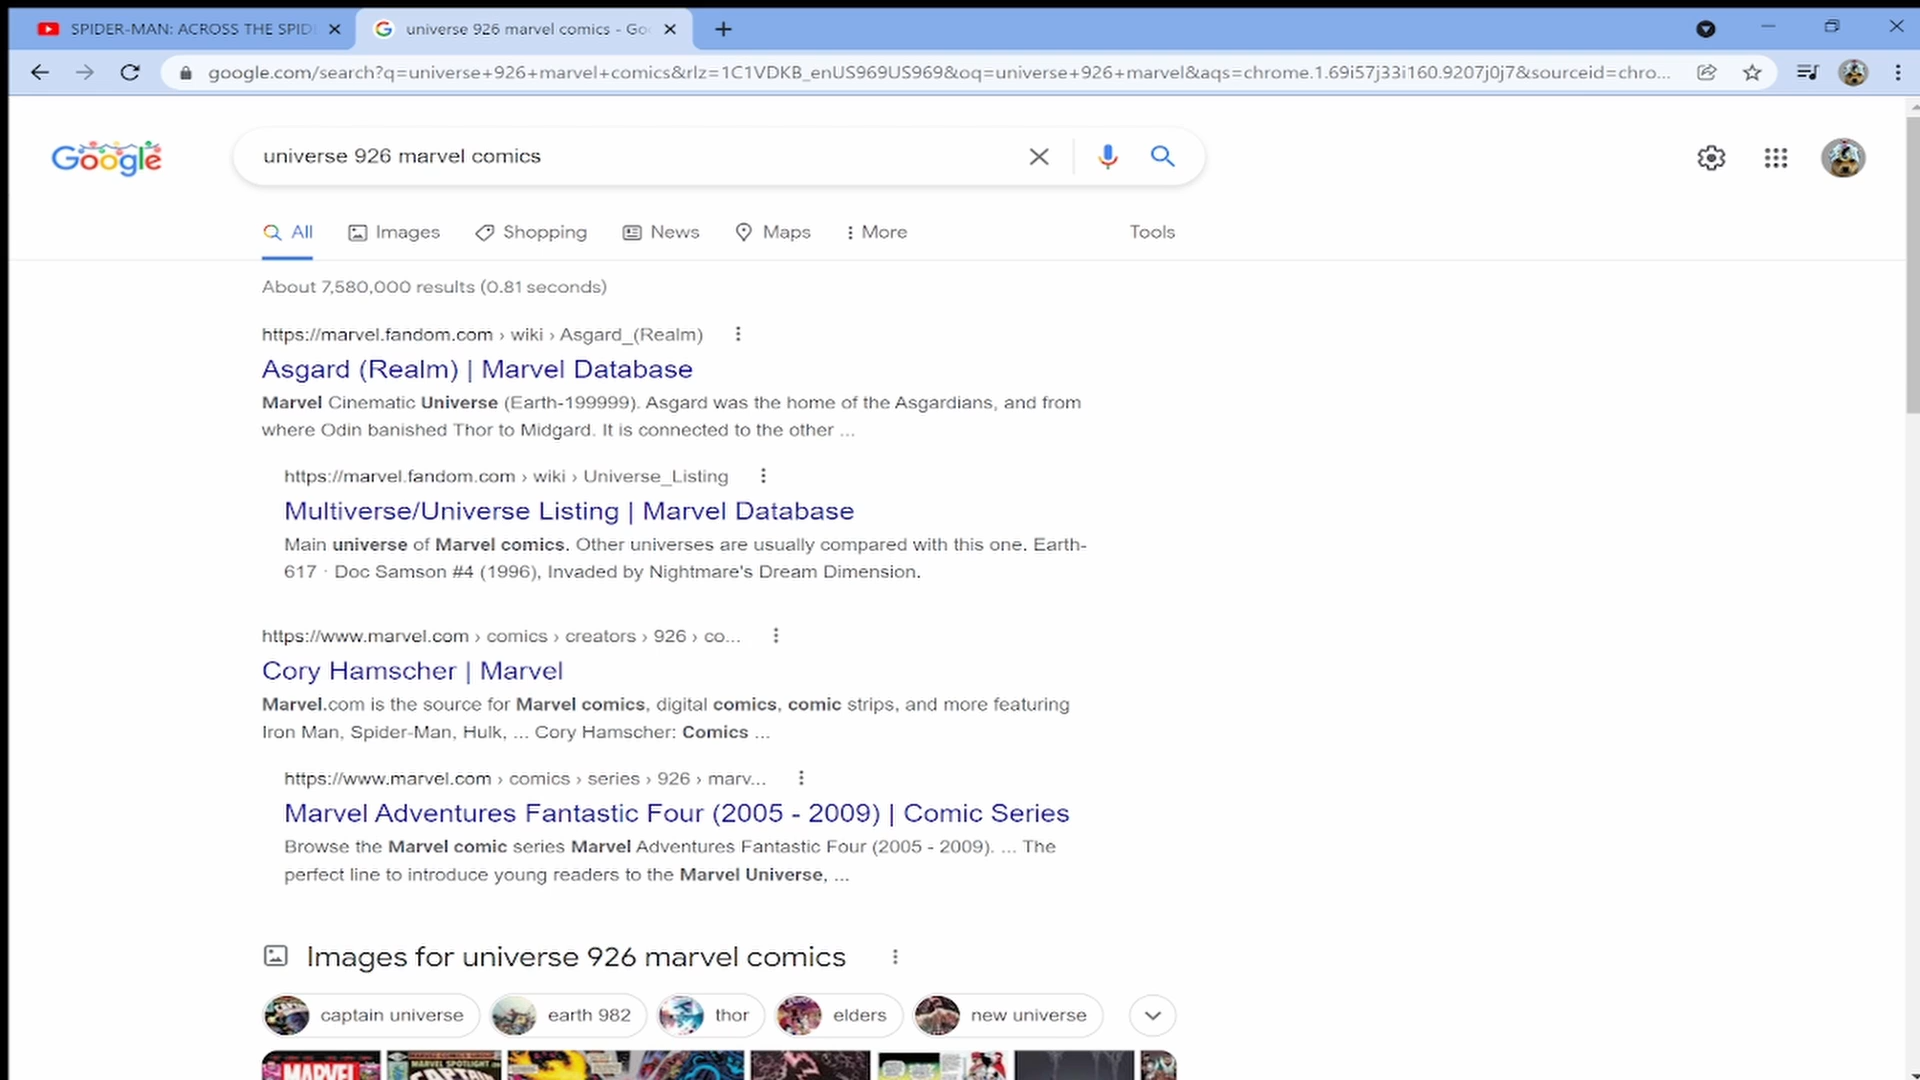 SPIDER-MAN: ACROSS THE SPID
universe 926 marvel comics - Go
google.com/search?q=universe+926+marvel+comics&rlz=1C1VDKB_enUS969US969&oq=universe+926+marvel&aqs=chrome.1.69i57j33i160.9207j0j7&sourceid=chro...
Google
universe 926 marvel comics
All
Images
Shopping
News
Maps
More
Tools
About 7,580,000 results (0.81 seconds)
https://marvel.fandom.com › wiki › Asgard_(Realm)
Asgard (Realm) | Marvel Database
Marvel Cinematic Universe (Earth-199999). Asgard was the home of the Asgardians, and from
where Odin banished Thor to Midgard. It is connected to the other ...
https://marvel.fandom.com › wiki › Universe_Listing
Multiverse/Universe Listing | Marvel Database
Main universe of Marvel comics. Other universes are usually compared with this one. Earth-
617 · Doc Samson #4 (1996), Invaded by Nightmare's Dream Dimension.
https://www.marvel.com › comics › creators › 926 › co...
Cory Hamscher | Marvel
Marvel.com is the source for Marvel comics, digital comics, comic strips, and more featuring
Iron Man, Spider-Man, Hulk, ... Cory Hamscher: Comics ...
https://www.marvel.com › comics › series › 926 › marv...
Marvel Adventures Fantastic Four (2005 - 2009) | Comic Series
Browse the Marvel comic series Marvel Adventures Fantastic Four (2005 - 2009). ... The
perfect line to introduce young readers to the Marvel Universe, ...
Images for universe 926 marvel comics
captain universe
earth 982
thor
elders
new universe
MARVEL
MARVEL SPOTLIGHT